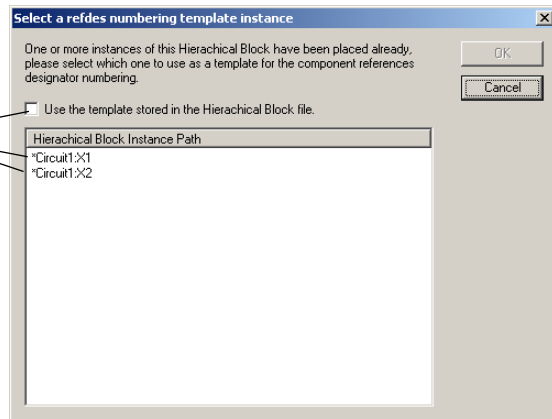 Select a refdes numbering template instance
One or more instances of this Hierachical Block have been placed already,
please select which one to use as a template for the component references
designator numbering.
OK
Cancel
Use the template stored in the Hierachical Block file.
Hierachical Block Instance Path
*Circuit1:X1
*Circuit1:X2